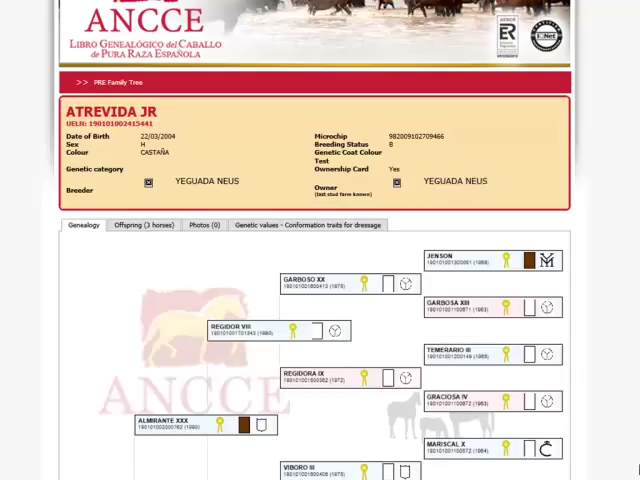 ANCCE
LIBRO GENEALÓGICO del CABALLO
de PURA RAZA ESPAÑOLA
ER
>> PRE Family Tree
ATREVIDA JR
UELN: 190101002415441
Date of Birth 22/03/2004
Sex H
Colour CASTAÑA
Genetic category
Breeder YEGUADA NEUS
Microchip 982009102709466
Breeding Status B
Genetic Coat Colour
Test
Ownership Card Yes
Owner YEGUADA NEUS
(last stud farm known)
Genealogy Offspring (3 horses) Photos (0) Genetic values - Conformation traits for dressage
JENSON
GARBOSO XX
GARBOSA XIII
REGIDOR VIII
TEMERARIO III
REGIDORA IX
GRACIOSA IV
ANCCE
ALMIRANTE XXX
MARISCAL X
VIBORO III